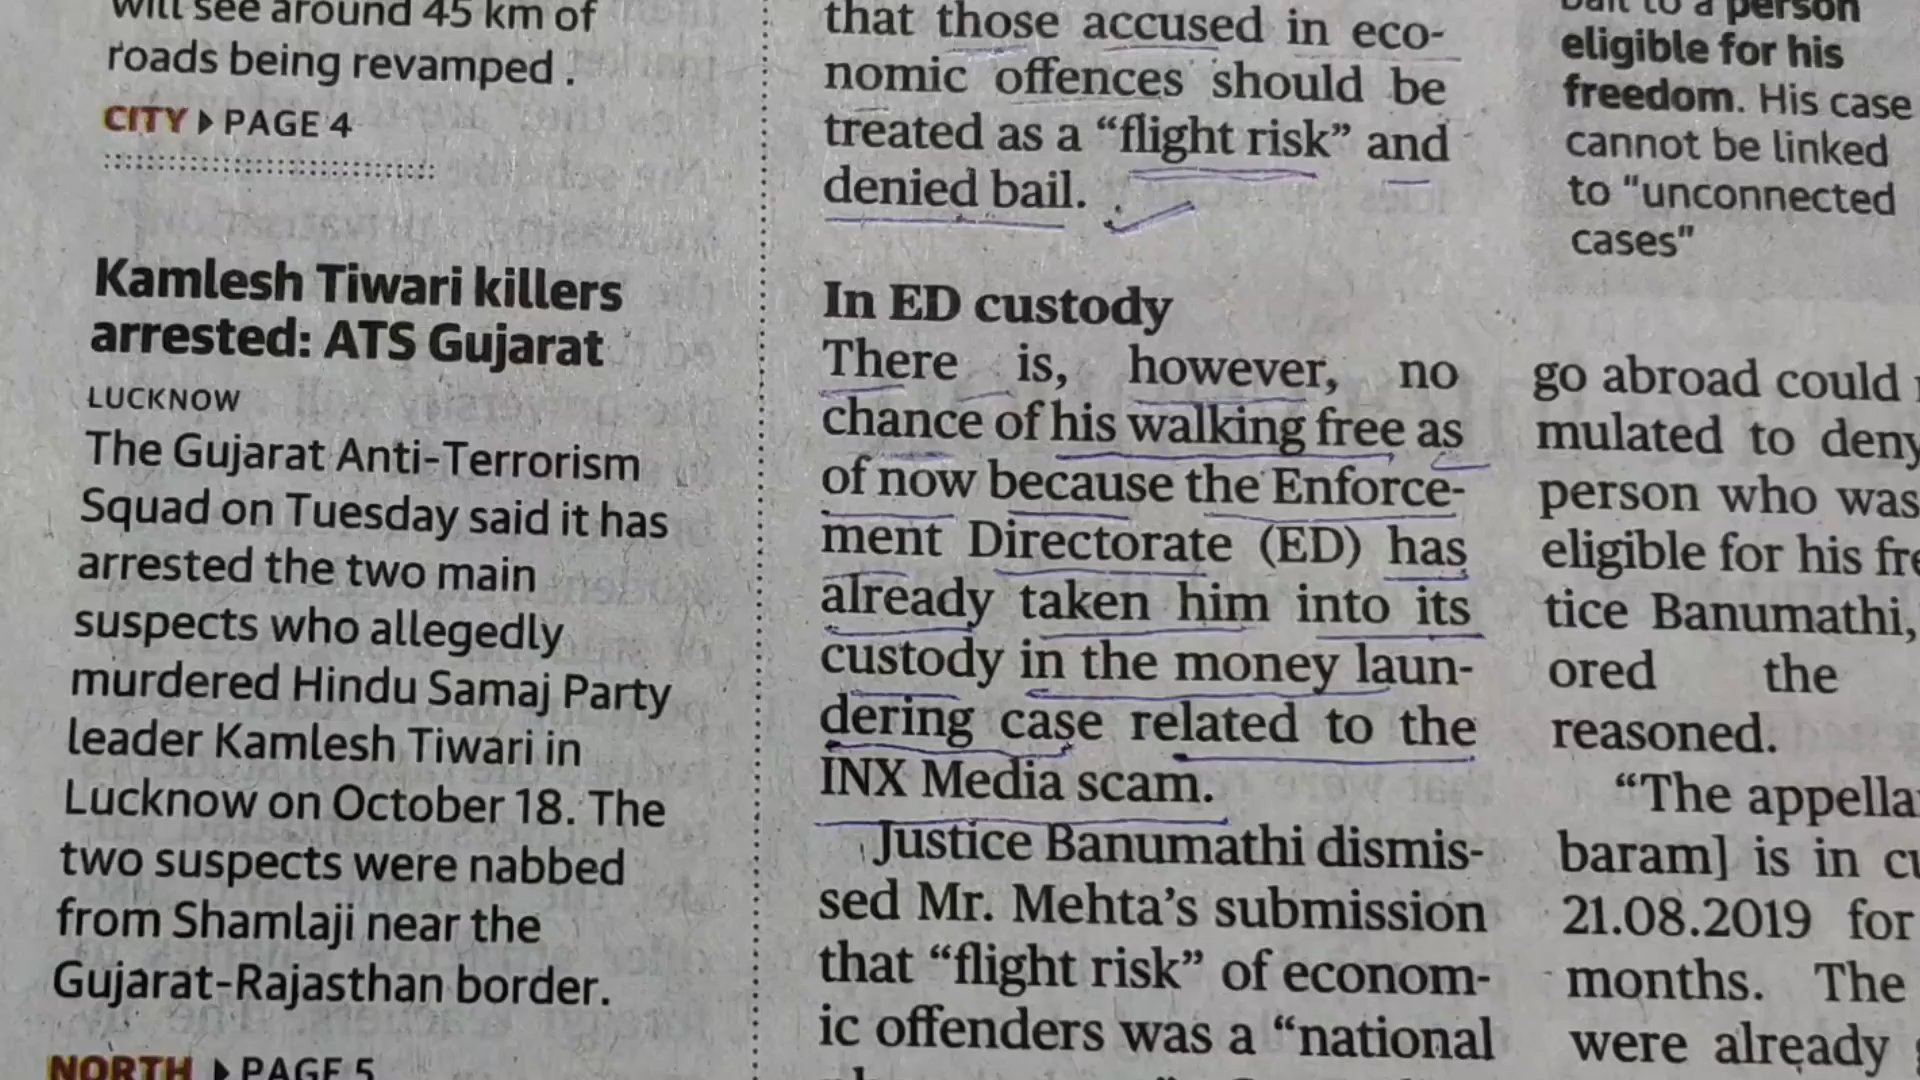 will see around 45 km of
roads being revamped .
CITY ▸ PAGE 4
Kamlesh Tiwari killers
arrested: ATS Gujarat
LUCKNOW
The Gujarat Anti-Terrorism
Squad on Tuesday said it has
arrested the two main
suspects who allegedly
murdered Hindu Samaj Party
leader Kamlesh Tiwari in
Lucknow on October 18. The
two suspects were nabbed
from Shamlaji near the
Gujarat-Rajasthan border.
NORTH ▸ PAGE 5
that those accused in eco-
nomic offences should be
treated as a “flight risk” and
denied bail.
In ED custody
There is, however, no
chance of his walking free as
of now because the Enforce-
ment Directorate (ED) has
already taken him into its
custody in the money laun-
dering case related to the
INX Media scam.
Justice Banumathi dismis-
sed Mr. Mehta’s submission
that “flight risk” of econom-
ic offenders was a “national
bail to a person
eligible for his
freedom. His case
cannot be linked
to "unconnected
cases"
go abroad could
mulated to deny
person who was
eligible for his
tice Banumathi,
ored the
reasoned.
“The
baram] is in
21.08.2019 for
months. The
were already